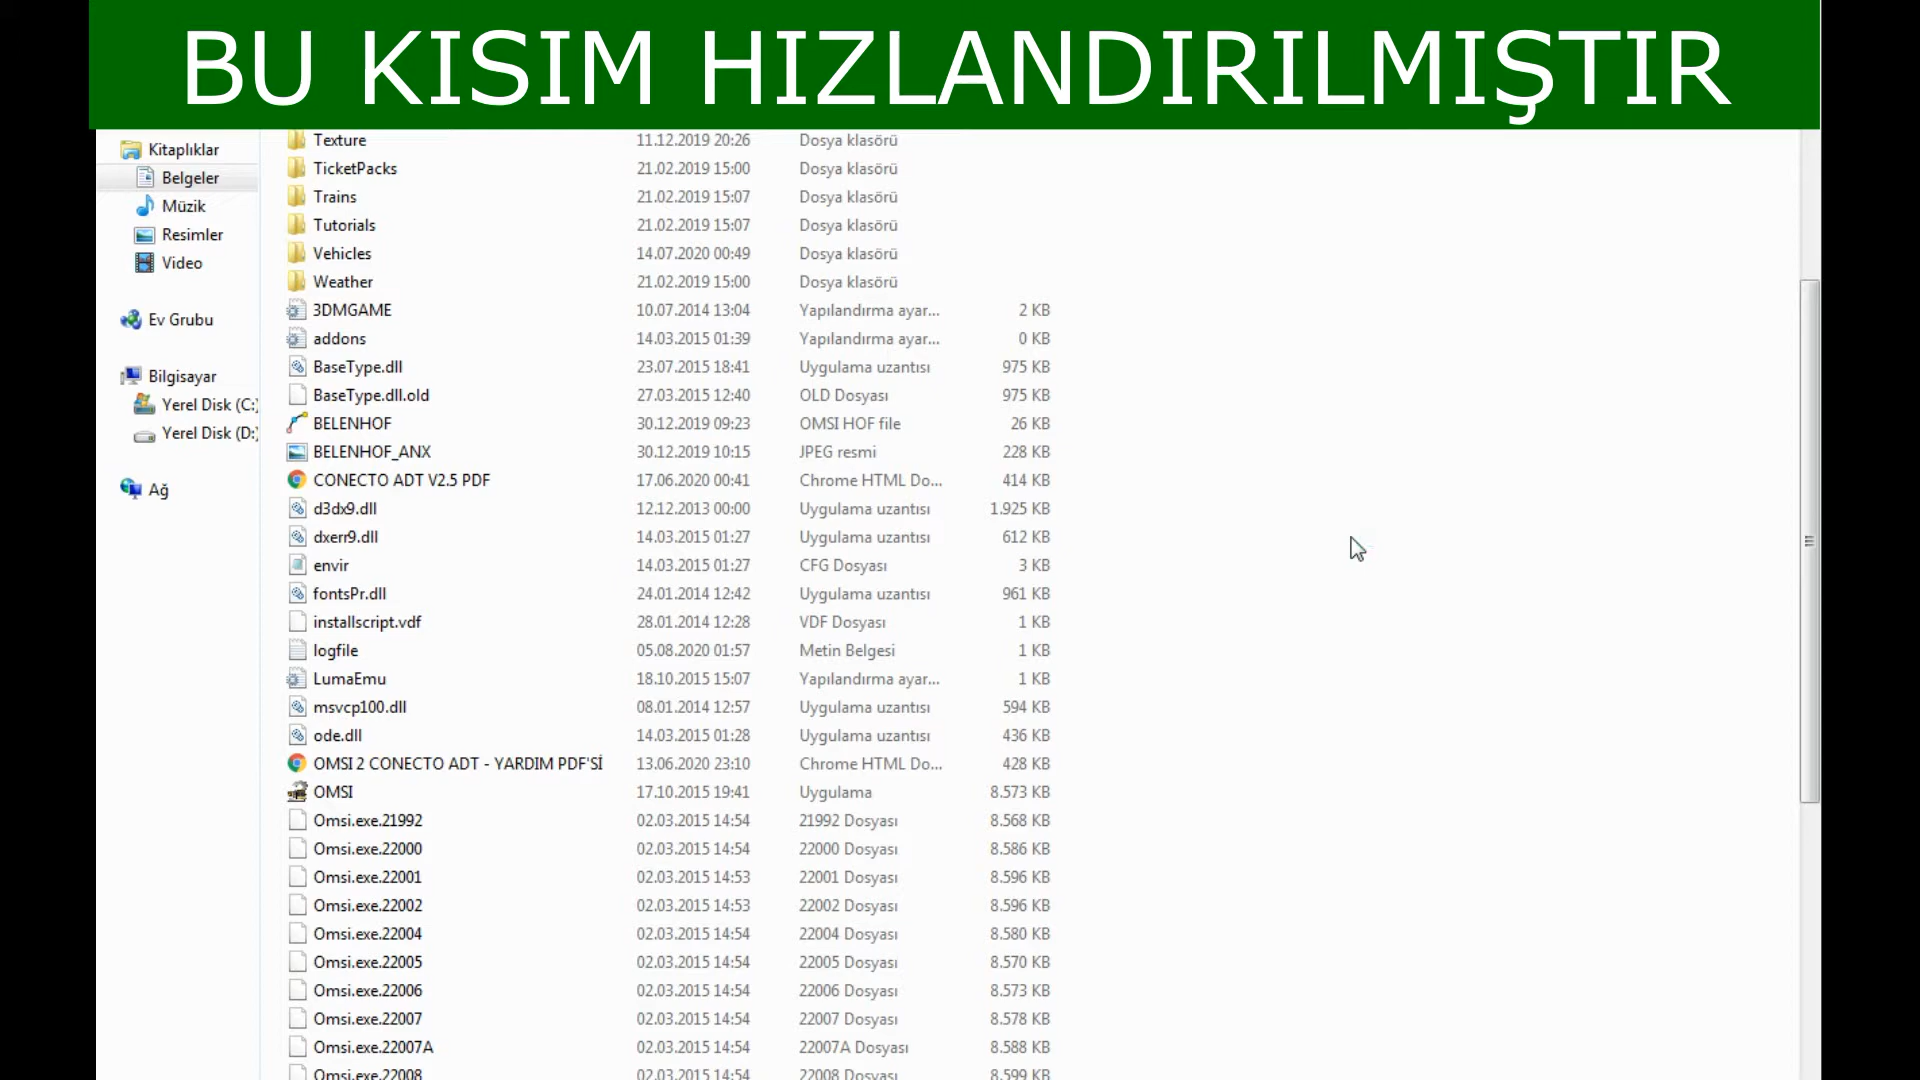 BU KISIM HIZLANDIRILMIŞTIR
Kitaplıklar
Belgeler
Müzik
Resimler
Video
Ev Grubu
Bilgisayar
Yerel Disk (C:)
Yerel Disk (D:)
Ağ
Texture 11.12.2019 20:26 Dosya klasörü
TicketPacks 21.02.2019 15:00 Dosya klasörü
Trains 21.02.2019 15:07 Dosya klasörü
Tutorials 21.02.2019 15:07 Dosya klasörü
Vehicles 14.07.2020 00:49 Dosya klasörü
Weather 21.02.2019 15:00 Dosya klasörü
3DMGAME 10.07.2014 13:04 Yapılandırma ayar... 2 KB
addons 14.03.2015 01:39 Yapılandırma ayar... 0 KB
BaseType.dll 23.07.2015 18:41 Uygulama uzantısı 975 KB
BaseType.dll.old 27.03.2015 12:40 OLD Dosyası 975 KB
BELENHOF 30.12.2019 09:23 OMSI HOF file 26 KB
BELENHOF_ANX 30.12.2019 10:15 JPEG resmi 228 KB
CONECTO ADT V2.5 PDF 17.06.2020 00:41 Chrome HTML Do... 414 KB
d3dx9.dll 12.12.2013 00:00 Uygulama uzantısı 1.925 KB
dxerr9.dll 14.03.2015 01:27 Uygulama uzantısı 612 KB
envir 14.03.2015 01:27 CFG Dosyası 3 KB
fontsPr.dll 24.01.2014 12:42 Uygulama uzantısı 961 KB
installscript.vdf 28.01.2014 12:28 VDF Dosyası 1 KB
logfile 05.08.2020 01:57 Metin Belgesi 1 KB
LumaEmu 18.10.2015 15:07 Yapılandırma ayar... 1 KB
msvcp100.dll 08.01.2014 12:57 Uygulama uzantısı 594 KB
ode.dll 14.03.2015 01:28 Uygulama uzantısı 436 KB
OMSI 2 CONECTO ADT - YARDIM PDF'Sİ 13.06.2020 23:10 Chrome HTML Do... 428 KB
OMSI 17.10.2015 19:41 Uygulama 8.573 KB
Omsi.exe.21992 02.03.2015 14:54 21992 Dosyası 8.568 KB
Omsi.exe.22000 02.03.2015 14:54 22000 Dosyası 8.586 KB
Omsi.exe.22001 02.03.2015 14:53 22001 Dosyası 8.596 KB
Omsi.exe.22002 02.03.2015 14:53 22002 Dosyası 8.596 KB
Omsi.exe.22004 02.03.2015 14:54 22004 Dosyası 8.580 KB
Omsi.exe.22005 02.03.2015 14:54 22005 Dosyası 8.570 KB
Omsi.exe.22006 02.03.2015 14:54 22006 Dosyası 8.573 KB
Omsi.exe.22007 02.03.2015 14:54 22007 Dosyası 8.578 KB
Omsi.exe.22007A 02.03.2015 14:54 22007A Dosyası 8.588 KB
Omsi.exe.22008 02.03.2015 14:54 22008 Dosyası 8.599 KB